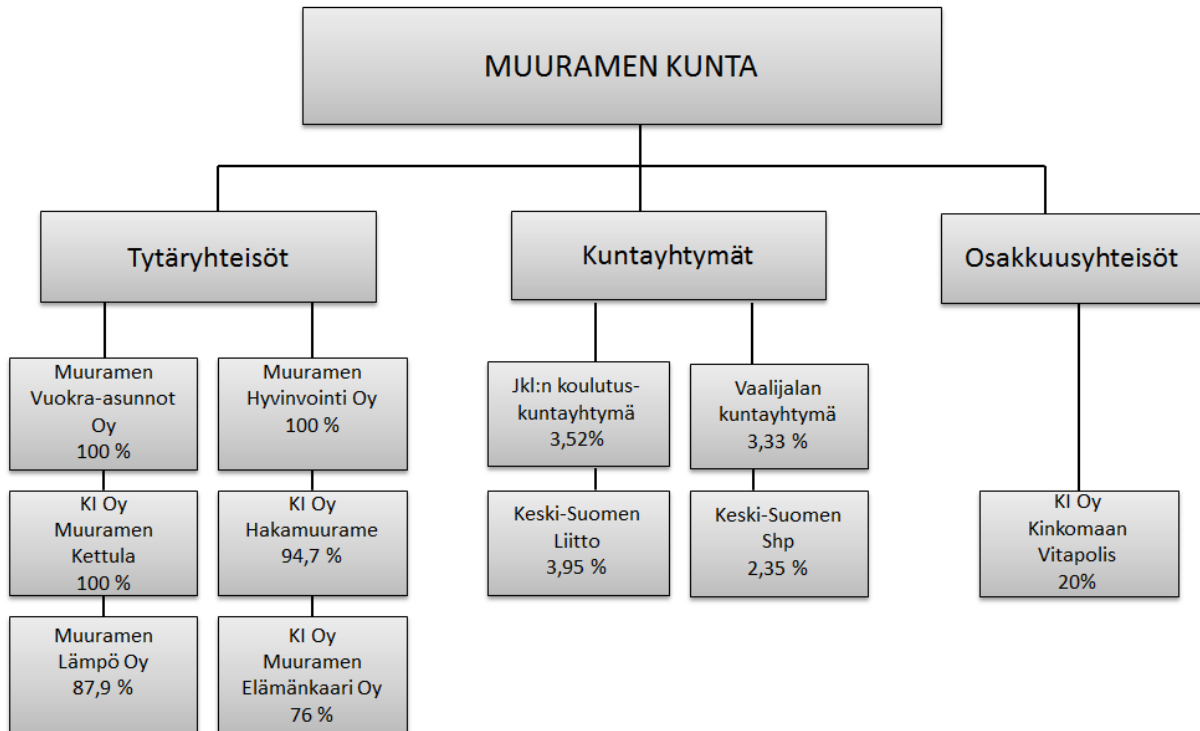 MUURAMEN KUNTA
Tytäryhteisöt
Kuntayhtymät
Osakkuusyhteisöt
Muuramen
Vuokra-asunnot
Oy
100 %
Muuramen
Hyvinvointi Oy
100 %
Jkl:n koulutus-
kuntayhtymä
3,52%
Vaalijalan
kuntayhtymä
3,33 %
KI Oy
Muuramen
Kettula
100 %
KI Oy
Hakamuurame
94,7 %
Keski-Suomen
Liitto
3,95 %
Keski-Suomen
Shp
2,35 %
KI Oy
Kinkomaan
Vitapolis
20%
Muuramen
Lämpö Oy
87,9 %
KI Oy
Muuramen
Elämänkaari Oy
76 %